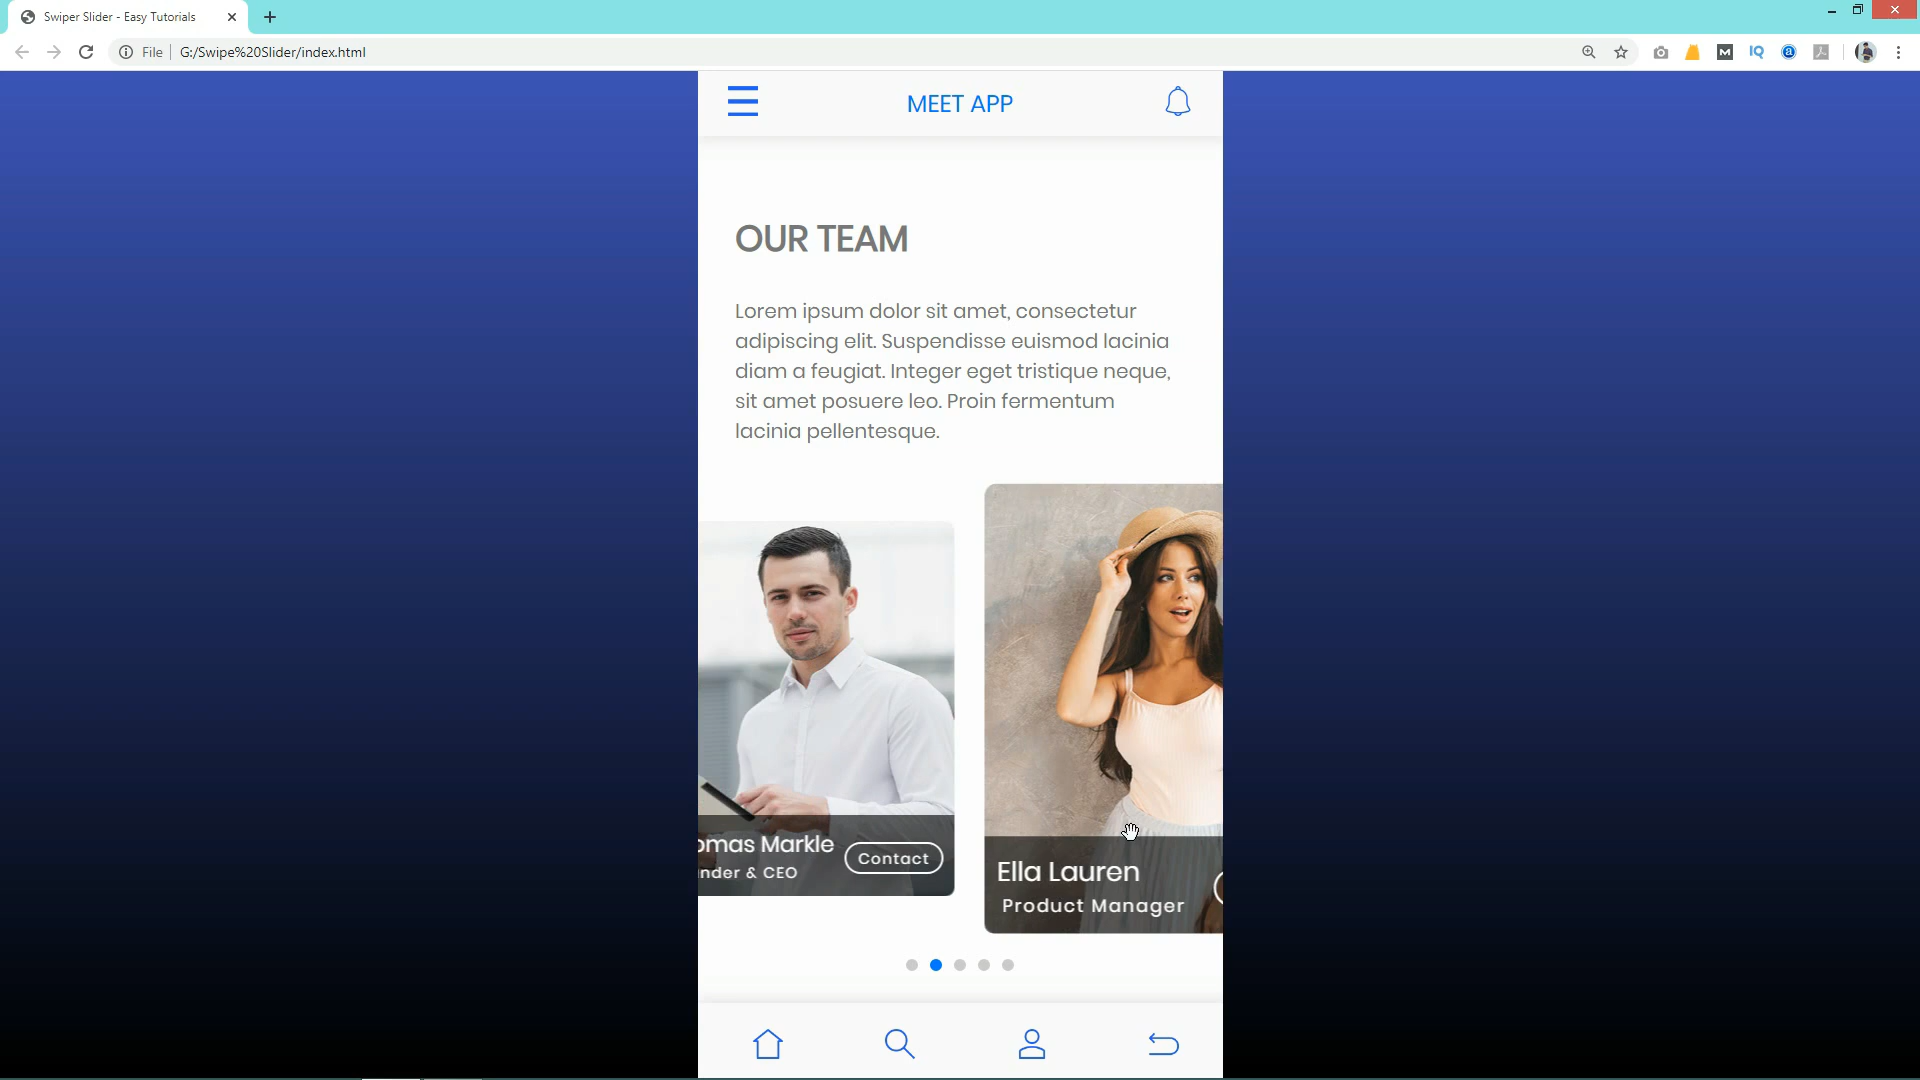 Swiper Slider - Easy Tutorials
File
G:/Swipe%20Slider/index.html
M
IQ
a
MEET APP
OUR TEAM
Lorem ipsum dolor sit amet, consectetur
adipiscing elit. Suspendisse euismod lacinia
diam a feugiat. Integer eget tristique neque,
sit amet posuere leo. Proin fermentum
lacinia pellentesque.
omas Markle
nder & CEO
Contact
Ella Lauren
Product Manager